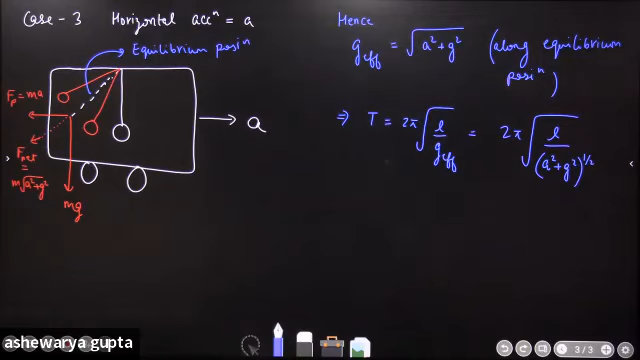 Case - 3 Horizontal accⁿ = a
Equilibrium posiⁿ
Fp = ma
Fnet
=
m√a²+g²
mg
a
Hence
g_eff = √a²+g² (along equilibrium
posiⁿ)
⇒ T = 2π √(l/g_eff) = 2π √(l/(a²+g²)^1/2)
ashewarya gupta
3/3